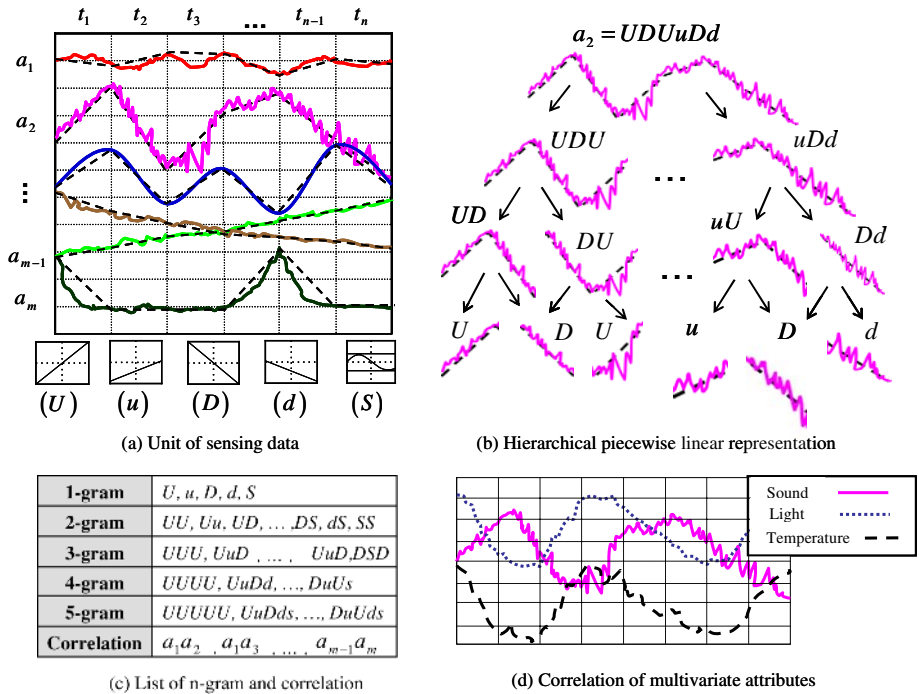 t1 t2 t3 ... tn−1 tn
a1
a2
...
am−1
am
(U) (u) (D) (d) (S)
(a) Unit of sensing data
a2 = UDUuDd
UDU ... uDd
UD DU ... uU Dd
U D U u D d
(b) Hierarchical piecewise linear representation
1-gram U, u, D, d, S
2-gram UU, Uu, UD, ... ,DS, dS, SS
3-gram UUU, UuD , ... , UuD,DSD
4-gram UUUU, UuDd, ..., DuUs
5-gram UUUUU, UuDds, ..., DuUds
Correlation a1a2 , a1a3 , ... , am−1am
(c) List of n-gram and correlation
Sound
Light
Temperature
(d) Correlation of multivariate attributes